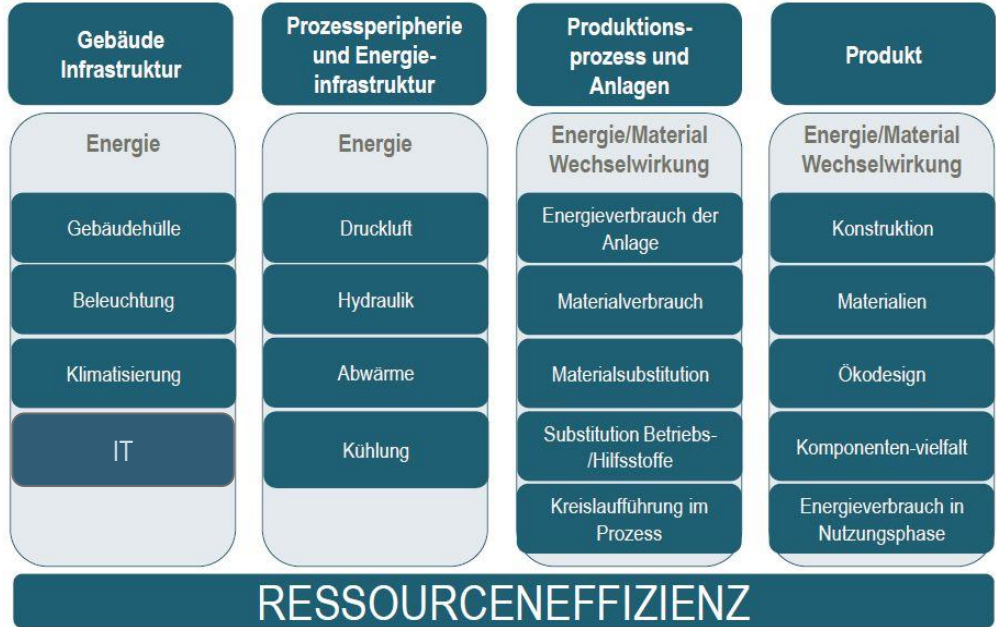 Gebäude
Infrastruktur
Energie
Gebäudehülle
Beleuchtung
Klimatisierung
IT
Prozessperipherie
und Energie-
infrastruktur
Energie
Druckluft
Hydraulik
Abwärme
Kühlung
Produktions-
prozess und
Anlagen
Energie/Material
Wechselwirkung
Energieverbrauch der
Anlage
Materialverbrauch
Materialsubstitution
Substitution Betriebs-
/Hilfsstoffe
Kreislaufführung im
Prozess
Produkt
Energie/Material
Wechselwirkung
Konstruktion
Materialien
Ökodesign
Komponenten-vielfalt
Energieverbrauch in
Nutzungsphase
RESSOURCENEFFIZIENZ